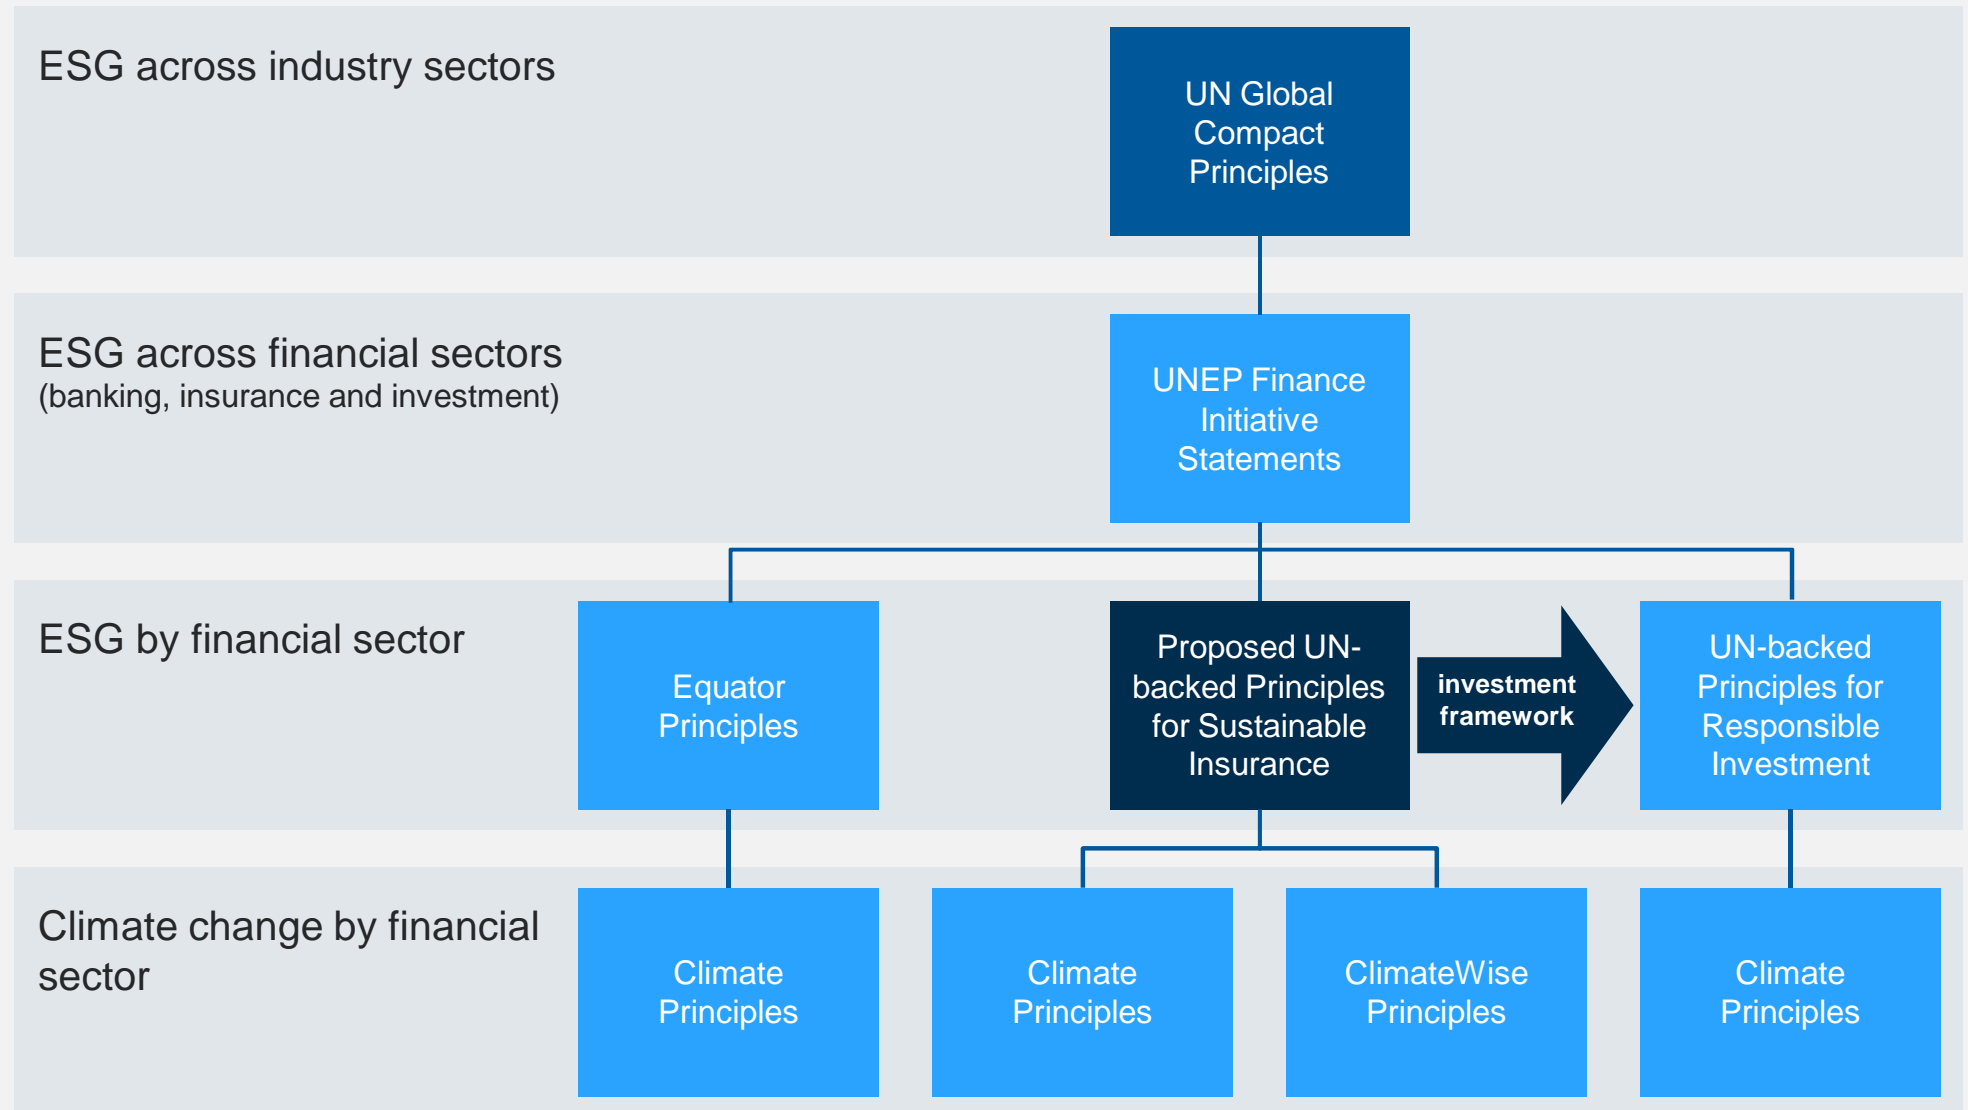 ESG across industry sectors
UN Global
Compact
Principles
ESG across financial sectors
(banking, insurance and investment)
UNEP Finance
Initiative
Statements
ESG by financial sector
Equator
Principles
Proposed UN-
backed Principles
for Sustainable
Insurance
investment
framework
UN-backed
Principles for
Responsible
Investment
Climate change by financial
sector
Climate
Principles
Climate
Principles
ClimateWise
Principles
Climate
Principles